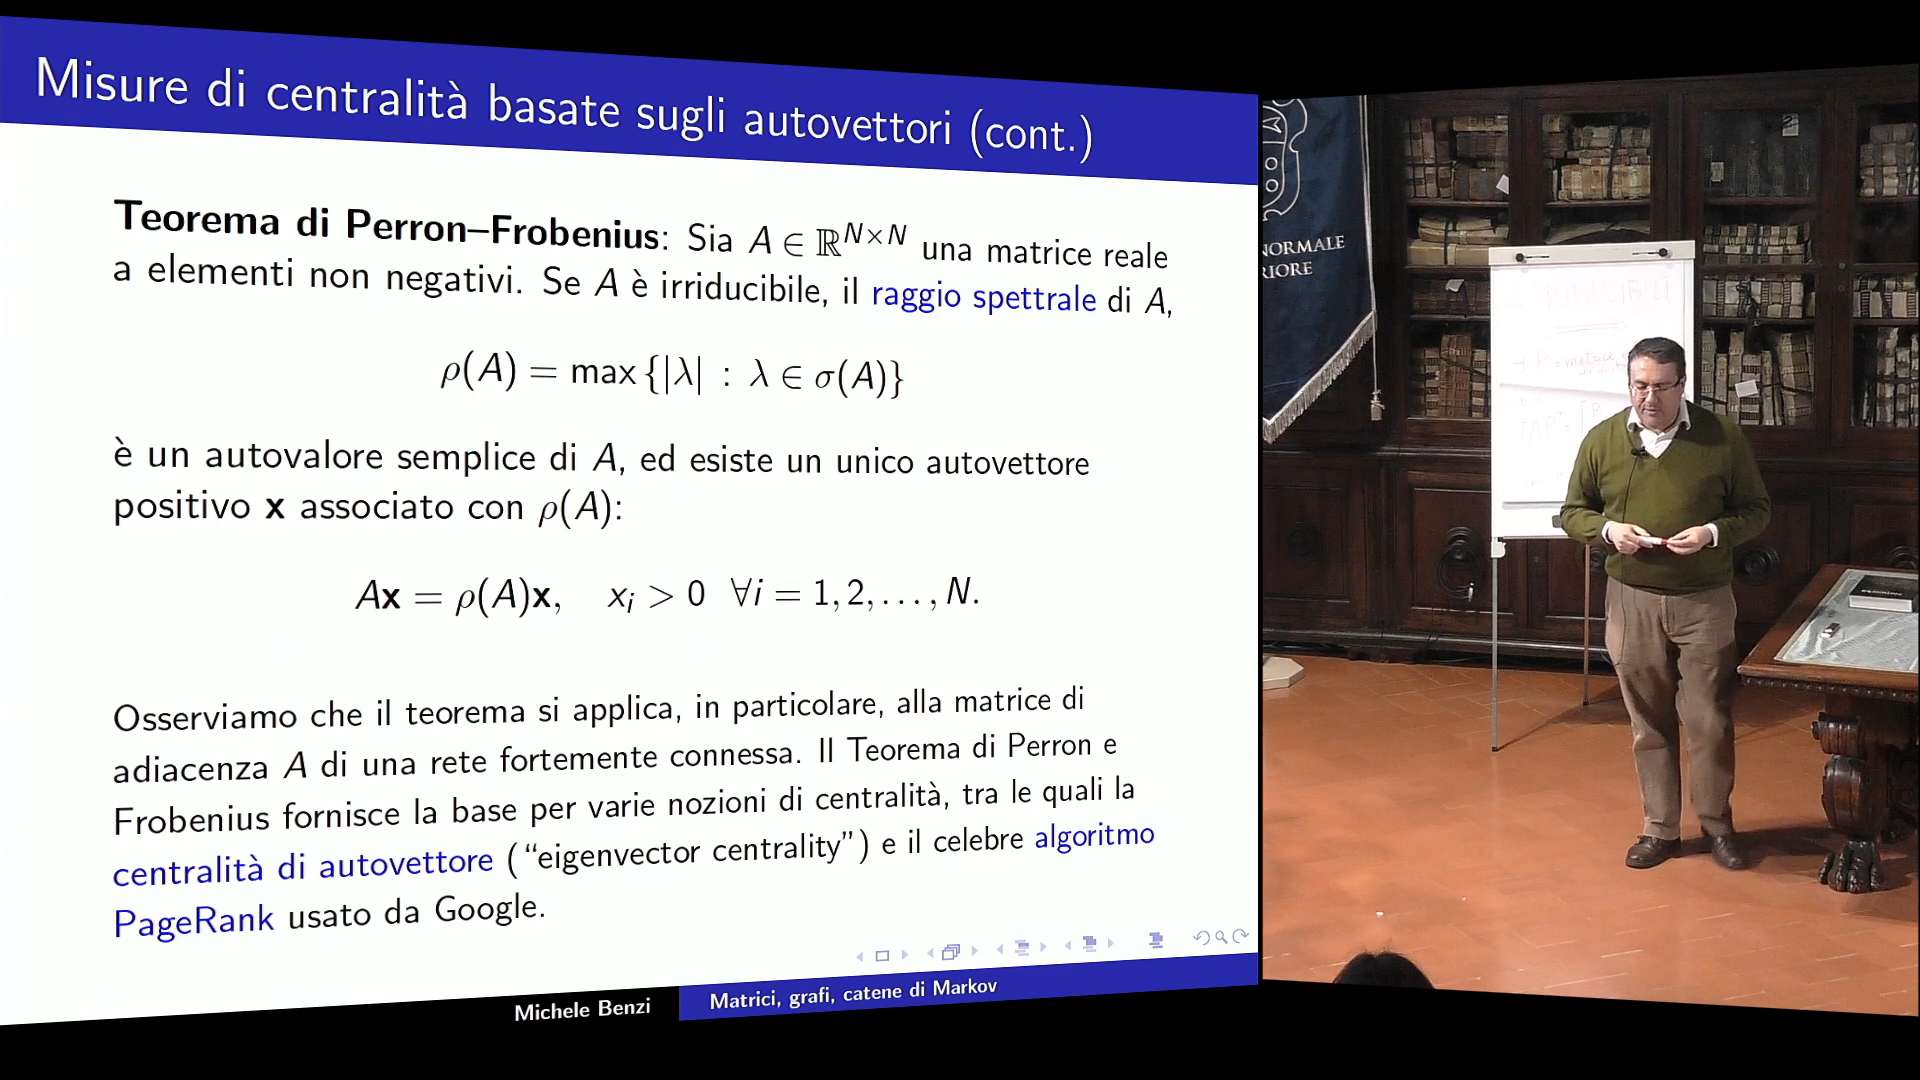 Misure di centralità basate sugli autovettori (cont.)
Teorema di Perron–Frobenius: Sia A ∈ ℝ^{N×N} una matrice reale
a elementi non negativi. Se A è irriducibile, il raggio spettrale di A,
ρ(A) = max {|λ| : λ ∈ σ(A)}
è un autovalore semplice di A, ed esiste un unico autovettore
positivo x associato con ρ(A):
Ax = ρ(A)x, x_i > 0 ∀i = 1, 2, . . . , N.
Osserviamo che il teorema si applica, in particolare, alla matrice di
adiacenza A di una rete fortemente connessa. Il Teorema di Perron e
Frobenius fornisce la base per varie nozioni di centralità, tra le quali la
centralità di autovettore (“eigenvector centrality”) e il celebre algoritmo
PageRank usato da Google.
Michele Benzi
Matrici, grafi, catene di Markov
NORMALE
RIORE